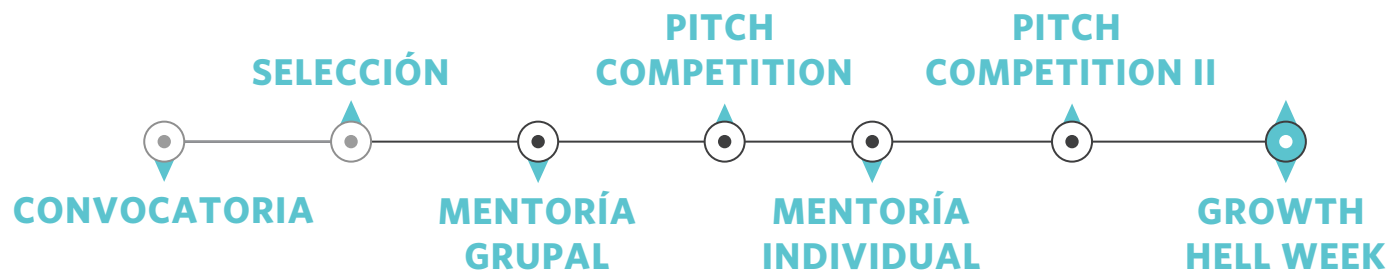 CONVOCATORIA
SELECCIÓN
MENTORÍA
GRUPAL
PITCH
COMPETITION
MENTORÍA
INDIVIDUAL
PITCH
COMPETITION II
GROWTH
HELL WEEK